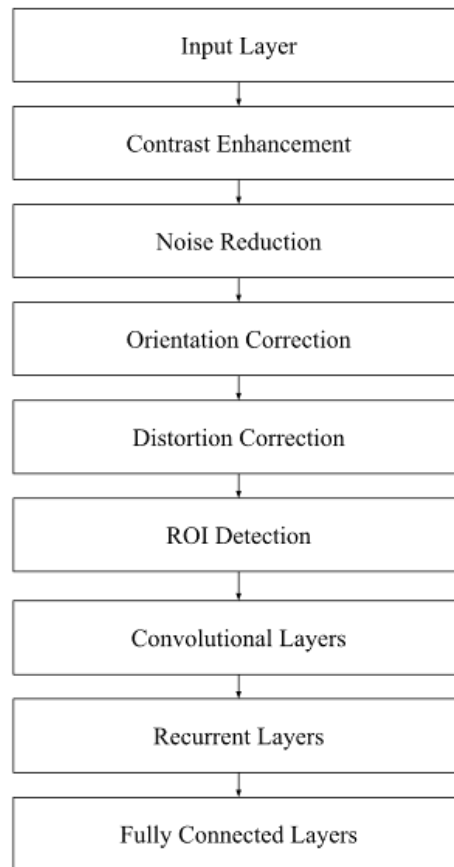 Input Layer
Contrast Enhancement
Noise Reduction
Orientation Correction
Distortion Correction
ROI Detection
Convolutional Layers
Recurrent Layers
Fully Connected Layers